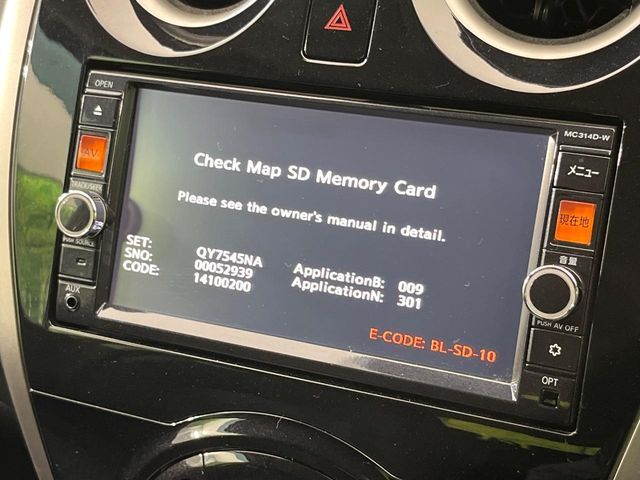 OPEN
MC314D-W
AV
TRACK/SEEK
PUSH SOURCE
AUX
Check Map SD Memory Card
Please see the owner's manual in detail.
SET: QY7545NA ApplicationB: 009
SNO: 00052939 ApplicationN: 301
CODE: 14100200
E-CODE: BL-SD-10
メニュー
現在地
音量
PUSH AV OFF
OPT